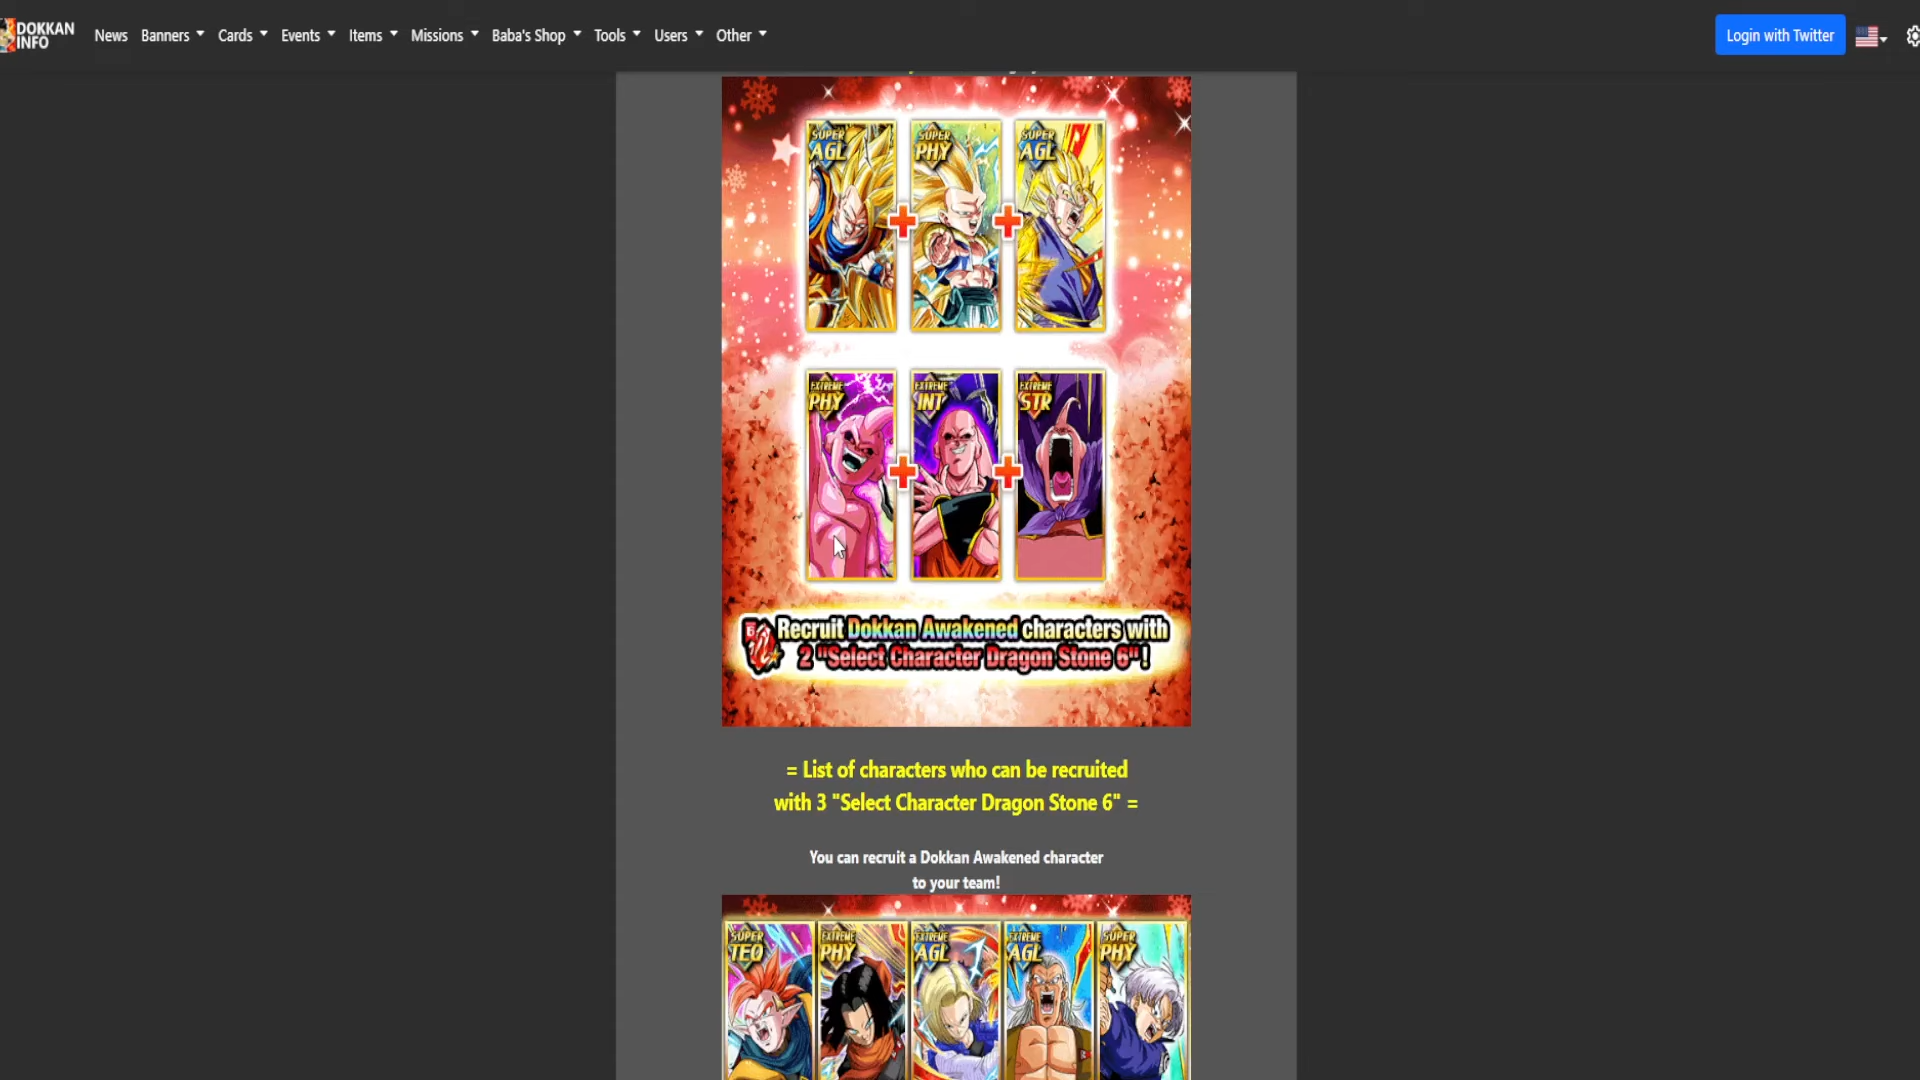 DOKKAN
INFO
News Banners Cards Events Items Missions Baba's Shop Tools Users Other
Login with Twitter
SUPER AGL
SUPER PHY
SUPER AGL
EXTREME PHY
EXTREME INT
EXTREME STR
6
Recruit Dokkan Awakened characters with
2 "Select Character Dragon Stone 6"!
= List of characters who can be recruited
with 3 "Select Character Dragon Stone 6" =
You can recruit a Dokkan Awakened character
to your team!
SUPER TEQ
EXTREME PHY
EXTREME AGL
EXTREME AGL
SUPER PHY